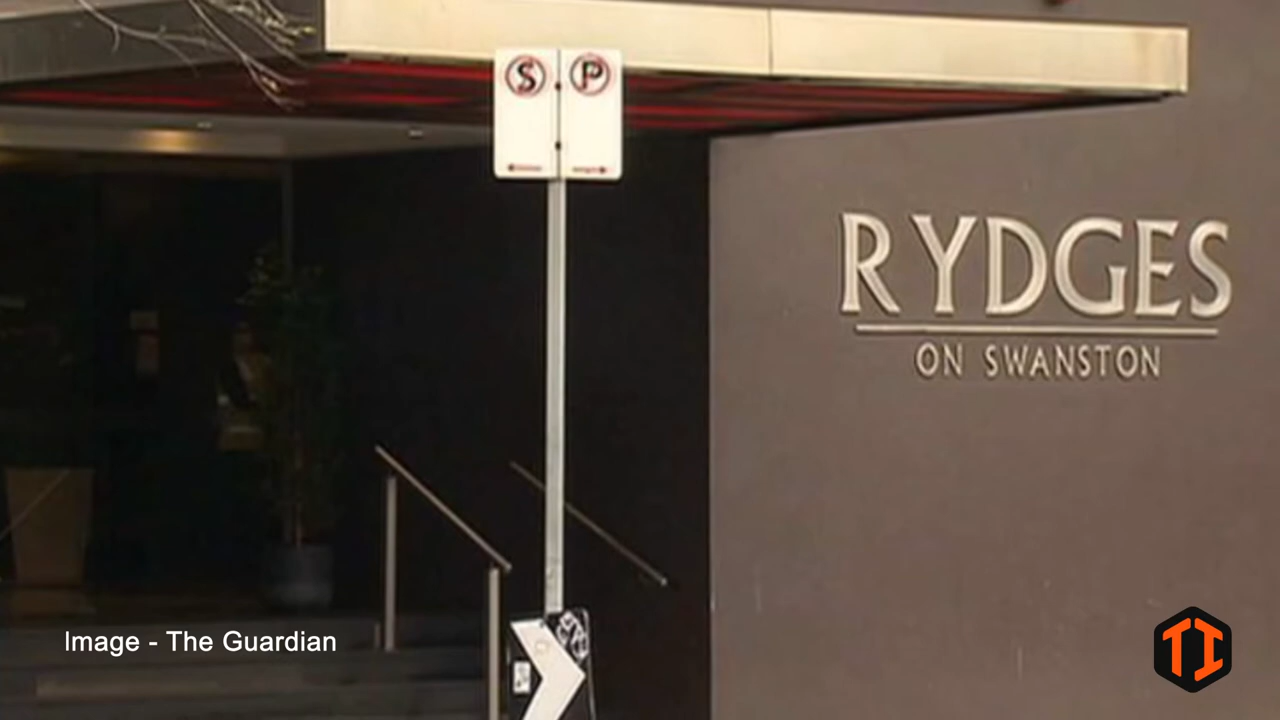 S P
RYDGES
ON SWANSTON
Image - The Guardian
TI